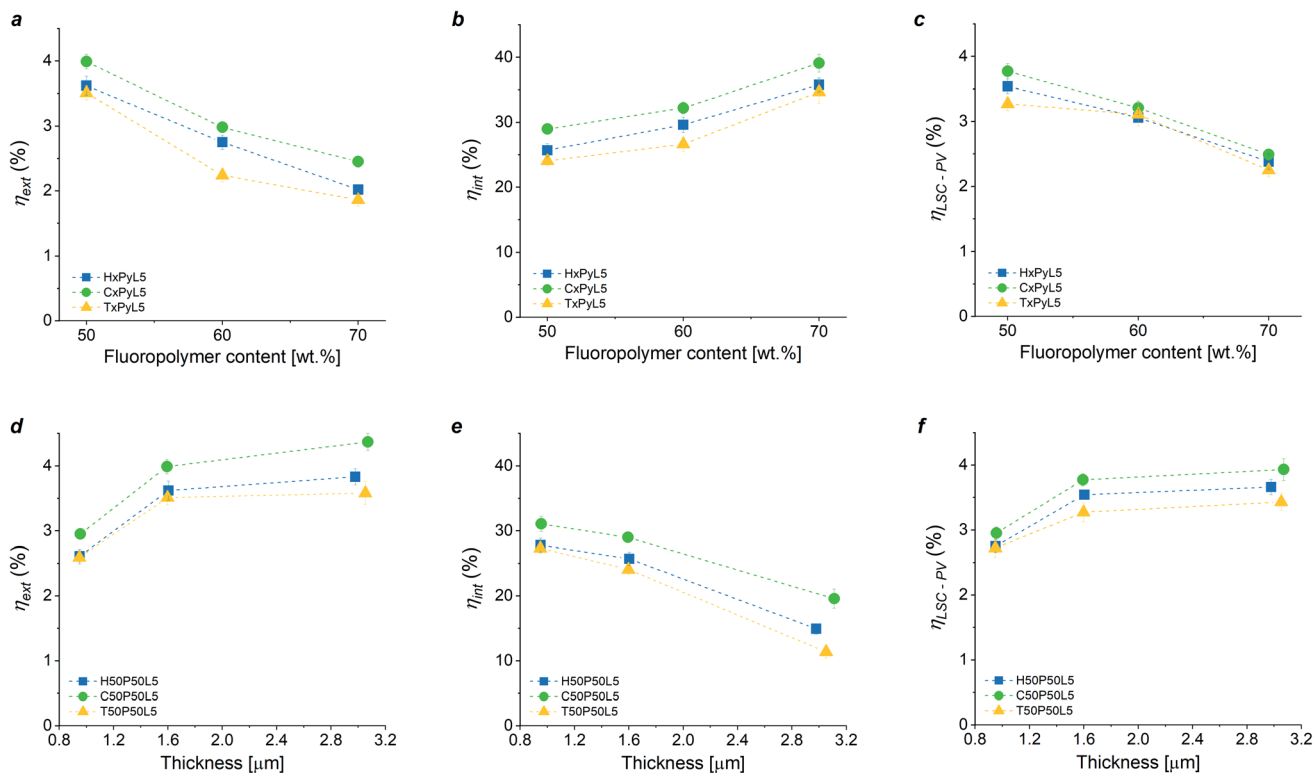 a
η_ext (%)
4
3
2
1
0
HxPyL5
CxPyL5
TxPyL5
50
60
70
Fluoropolymer content [wt.%]
b
η_int (%)
40
30
20
10
0
HxPyL5
CxPyL5
TxPyL5
50
60
70
Fluoropolymer content [wt.%]
c
η_LSC - PV (%)
4
3
2
1
0
HxPyL5
CxPyL5
TxPyL5
50
60
70
Fluoropolymer content [wt.%]
d
η_ext (%)
4
3
2
1
0
H50P50L5
C50P50L5
T50P50L5
0.8
1.2
1.6
2.0
2.4
2.8
3.2
Thickness [µm]
e
η_int (%)
40
30
20
10
0
H50P50L5
C50P50L5
T50P50L5
0.8
1.2
1.6
2.0
2.4
2.8
3.2
Thickness [µm]
f
η_LSC - PV (%)
4
3
2
1
0
H50P50L5
C50P50L5
T50P50L5
0.8
1.2
1.6
2.0
2.4
2.8
3.2
Thickness [µm]